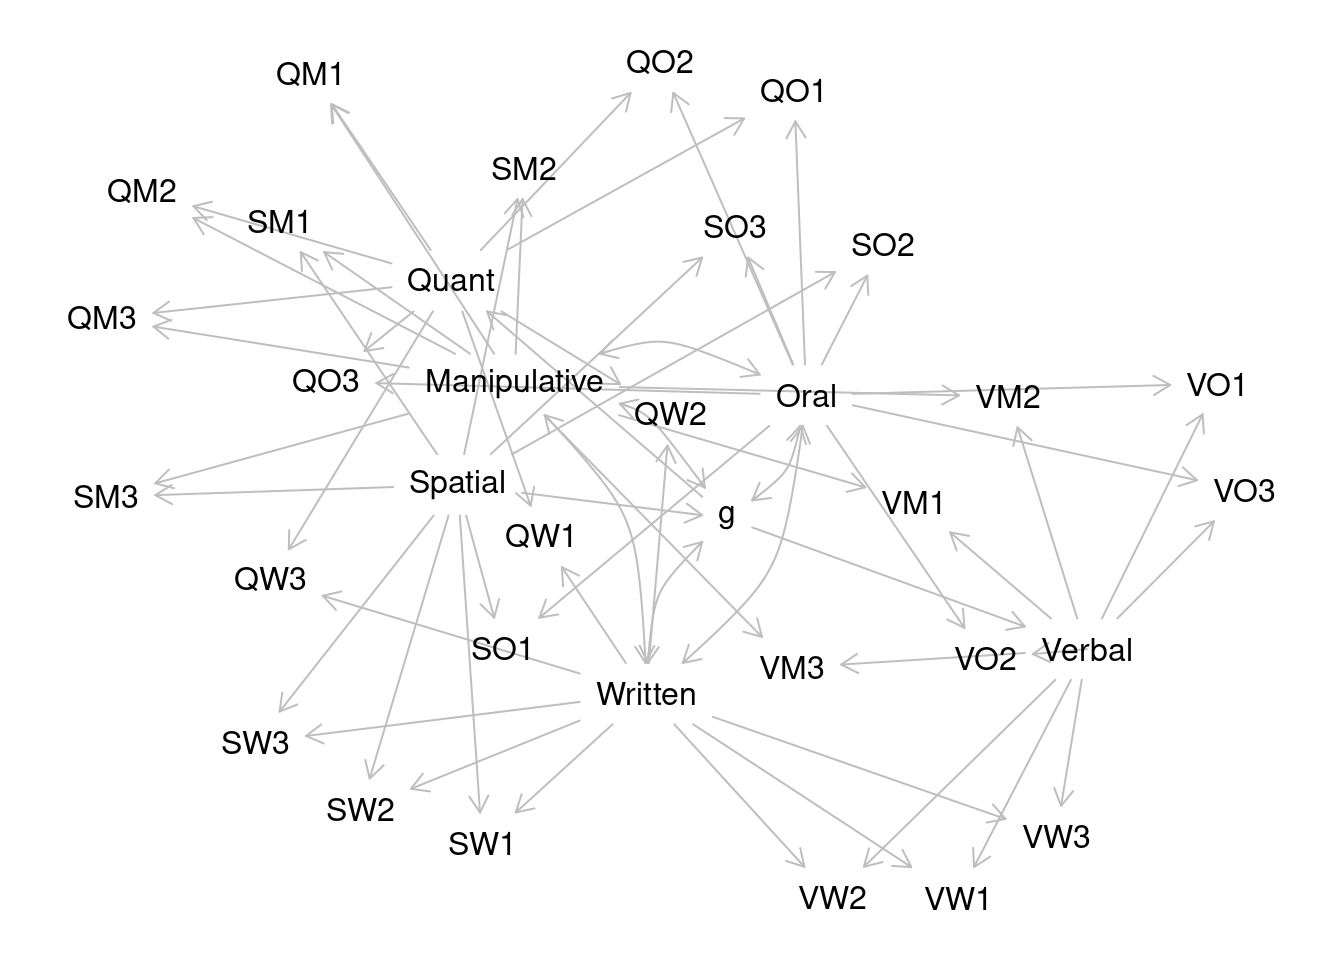 QM1
QO2
QO1
SM2
QM2
SM1
SO3
SO2
Quant
QM3
QO3
Manipulative
Oral
VM2
VO1
QW2
Spatial
SM3
VO3
VM1
g
QW1
QW3
SO1
VM3
VO2
Verbal
Written
SW3
SW2
SW1
VW3
VW2
VW1